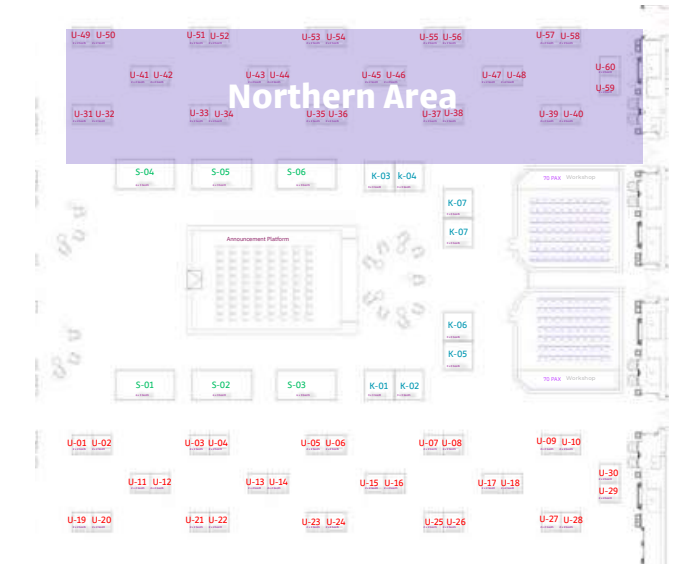 U-49 U-50 U-51 U-52 U-53 U-54 U-55 U-56 U-57 U-58
U-41 U-42 U-43 U-44 U-45 U-46 U-47 U-48 U-60
U-59
Northern Area
U-31 U-32 U-33 U-34 U-35 U-36 U-37 U-38 U-39 U-40
S-04 S-05 S-06 K-03 k-04
70 PAX Workshop
K-07
K-07
Announcement Platform
K-06
K-05
S-01 S-02 S-03 K-01 K-02
70 PAX Workshop
U-01 U-02 U-03 U-04 U-05 U-06 U-07 U-08 U-09 U-10
U-11 U-12 U-13 U-14 U-15 U-16 U-17 U-18 U-30
U-29
U-19 U-20 U-21 U-22 U-23 U-24 U-25 U-26 U-27 U-28